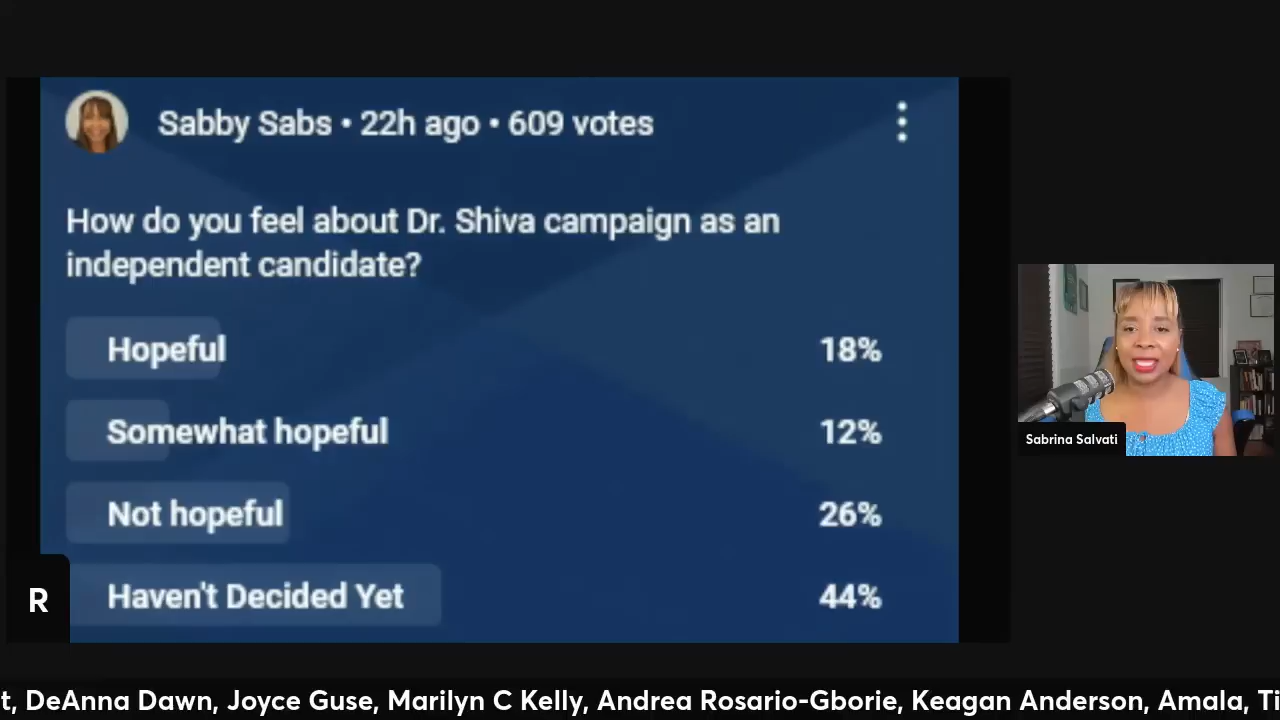 Sabby Sabs • 22h ago • 609 votes
How do you feel about Dr. Shiva campaign as an
independent candidate?
Hopeful 18%
Somewhat hopeful 12%
Not hopeful 26%
Haven't Decided Yet 44%
R
Sabrina Salvati
t, DeAnna Dawn, Joyce Guse, Marilyn C Kelly, Andrea Rosario-Gborie, Keagan Anderson, Amala, Ti